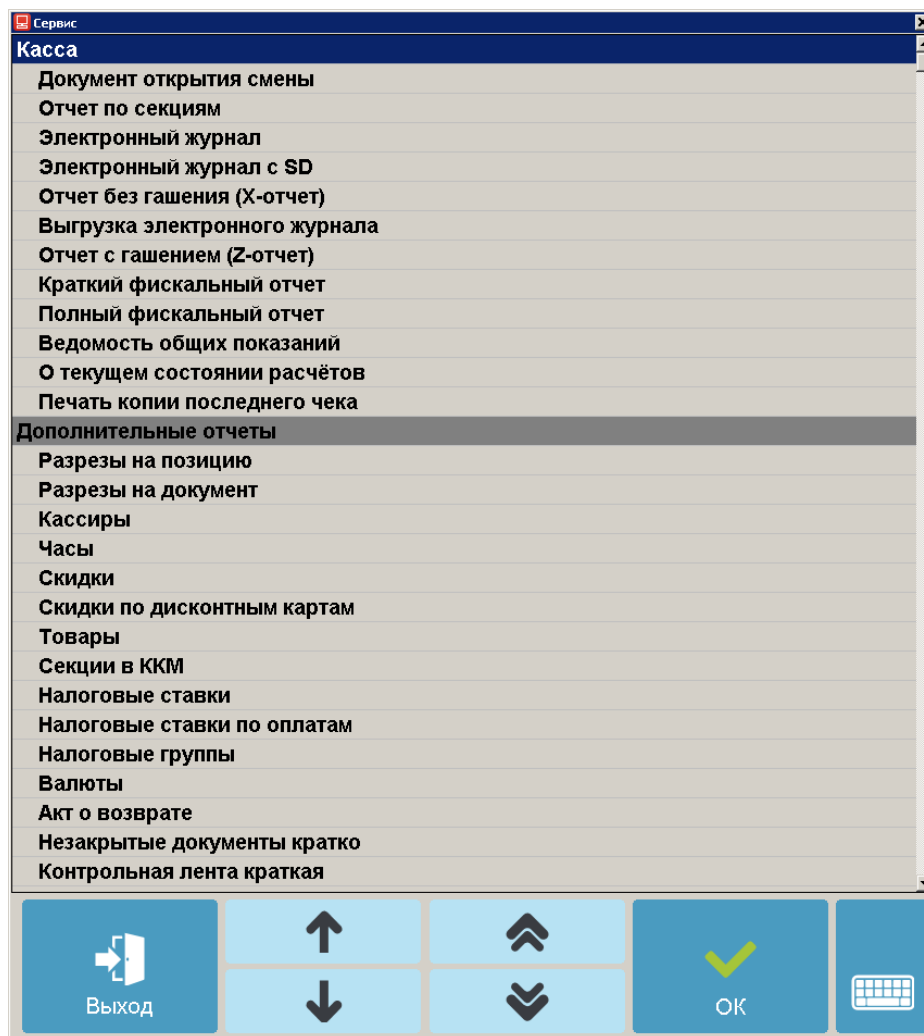 Сервис
Касса
Документ открытия смены
Отчет по секциям
Электронный журнал
Электронный журнал с SD
Отчет без гашения (X-отчет)
Выгрузка электронного журнала
Отчет с гашением (Z-отчет)
Краткий фискальный отчет
Полный фискальный отчет
Ведомость общих показаний
О текущем состоянии расчётов
Печать копии последнего чека
Дополнительные отчеты
Разрезы на позицию
Разрезы на документ
Кассиры
Часы
Скидки
Скидки по дисконтным картам
Товары
Секции в ККМ
Налоговые ставки
Налоговые ставки по оплатам
Налоговые группы
Валюты
Акт о возврате
Незакрытые документы кратко
Контрольная лента краткая
Выход
ОК